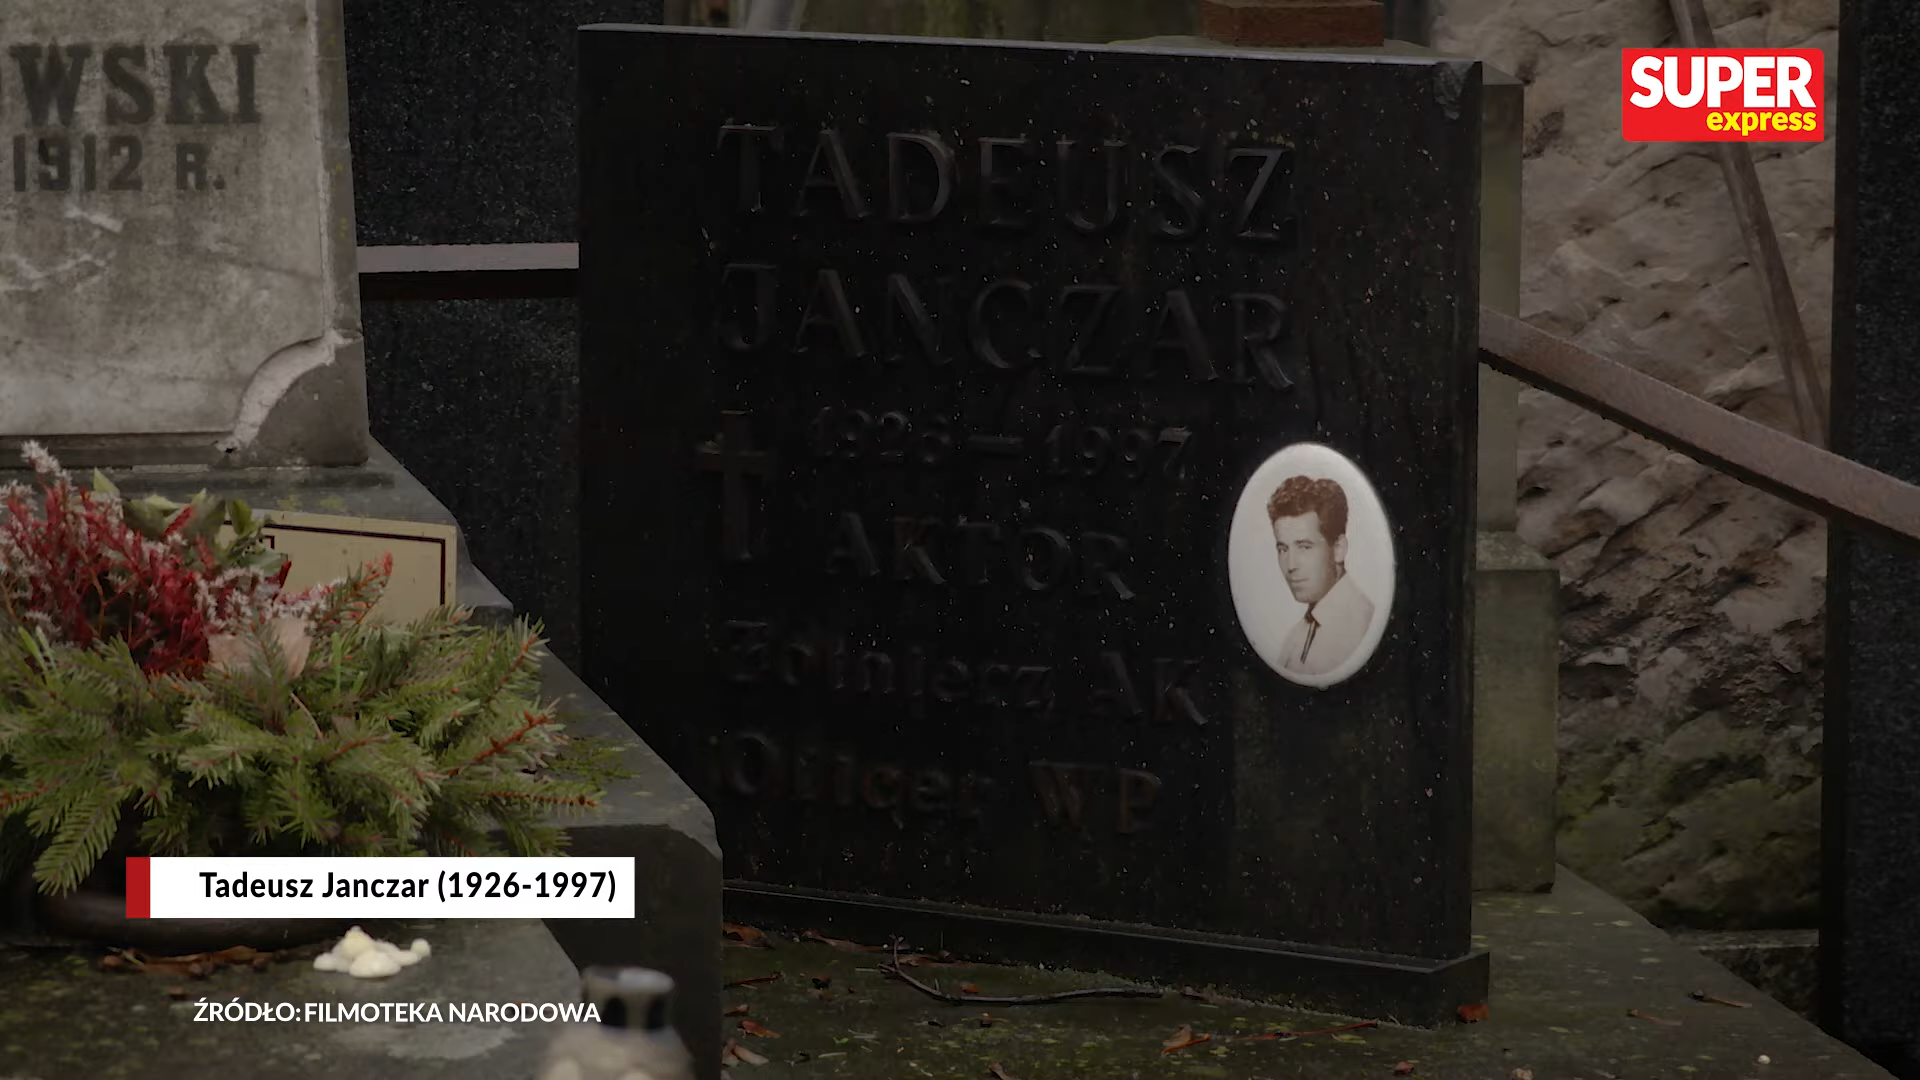 WSKI
1912 R.
SUPER
express
TADEUSZ
JANCZAR
1926 — 1997
AKTOR
Żołnierz AK
Oficer WP
Tadeusz Janczar (1926-1997)
ŹRÓDŁO: FILMOTEKA NARODOWA